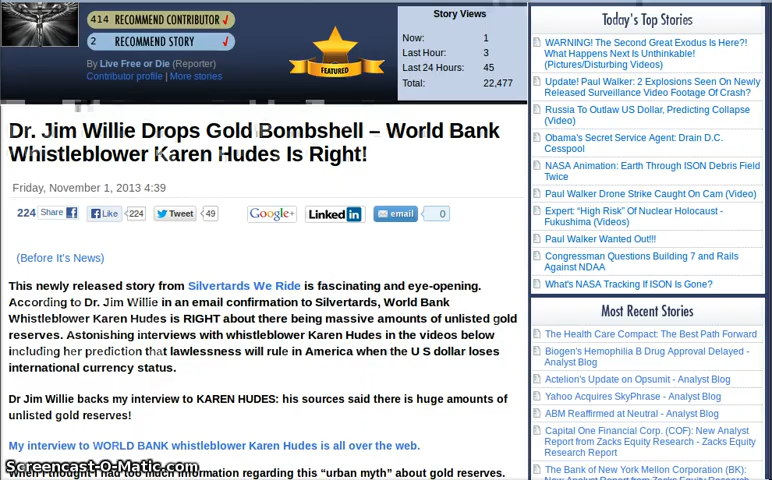 414 RECOMMEND CONTRIBUTOR
2 RECOMMEND STORY
By Live Free or Die (Reporter)
Contributor profile | More stories
FEATURED
Story Views
Now: 1
Last Hour: 3
Last 24 Hours: 45
Total: 22,477
Dr. Jim Willie Drops Gold Bombshell – World Bank
Whistleblower Karen Hudes Is Right!
Friday, November 1, 2013 4:39
224 Share Like 224 Tweet 49 Google+ Linked in email 0
(Before It's News)
This newly released story from Silvertards We Ride is fascinating and eye-opening.
According to Dr. Jim Willie in an email confirmation to Silvertards, World Bank
Whistleblower Karen Hudes is RIGHT about there being massive amounts of unlisted gold
reserves. Astonishing interviews with whistleblower Karen Hudes in the videos below
including her prediction that lawlessness will rule in America when the U S dollar loses
international currency status.
Dr Jim Willie backs my interview to KAREN HUDES: his sources said there is huge amounts of
unlisted gold reserves!
My interview to WORLD BANK whistleblower Karen Hudes is all over the web.
When I thought I had too much information regarding this “urban myth” about gold reserves.
Screencast-O-Matic.com
Today's Top Stories
WARNING! The Second Great Exodus Is Here?!
What Happens Next Is Unthinkable!
(Pictures/Disturbing Videos)
Update! Paul Walker: 2 Explosions Seen On Newly
Released Surveillance Video Footage Of Crash?
Russia To Outlaw US Dollar, Predicting Collapse
(Video)
Obama's Secret Service Agent: Drain D.C.
Cesspool
NASA Animation: Earth Through ISON Debris Field
Twice
Paul Walker Drone Strike Caught On Cam (Video)
Expert: “High Risk” Of Nuclear Holocaust -
Fukushima (Videos)
Paul Walker Wanted Out!!!
Congressman Questions Building 7 and Rails
Against NDAA
What's NASA Tracking If ISON Is Gone?
Most Recent Stories
The Health Care Compact: The Best Path Forward
Biogen's Hemophilia B Drug Approval Delayed -
Analyst Blog
Actelion's Update on Opsumit - Analyst Blog
Yahoo Acquires SkyPhrase - Analyst Blog
ABM Reaffirmed at Neutral - Analyst Blog
Capital One Financial Corp. (COF): New Analyst
Report from Zacks Equity Research - Zacks Equity
Research Report
The Bank of New York Mellon Corporation (BK):
New Analyst Report from Zacks Equity